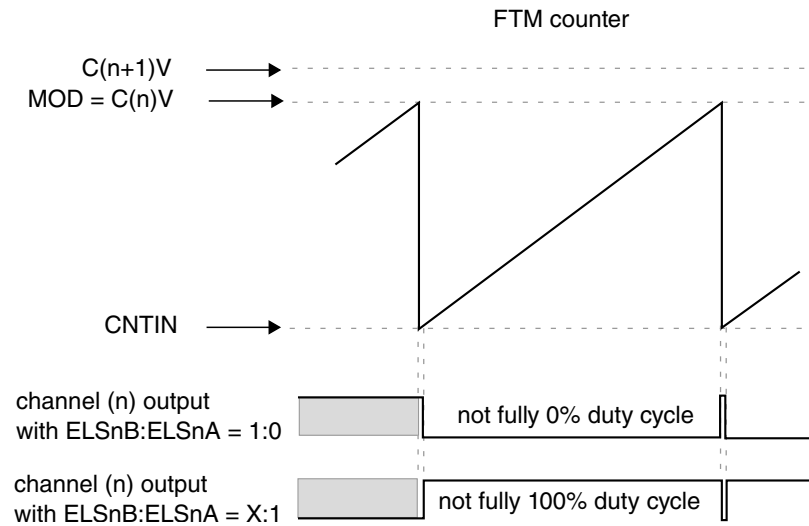 FTM counter
C(n+1)V
MOD = C(n)V
CNTIN
channel (n) output
with ELSnB:ELSnA = 1:0
not fully 0% duty cycle
channel (n) output
with ELSnB:ELSnA = X:1
not fully 100% duty cycle